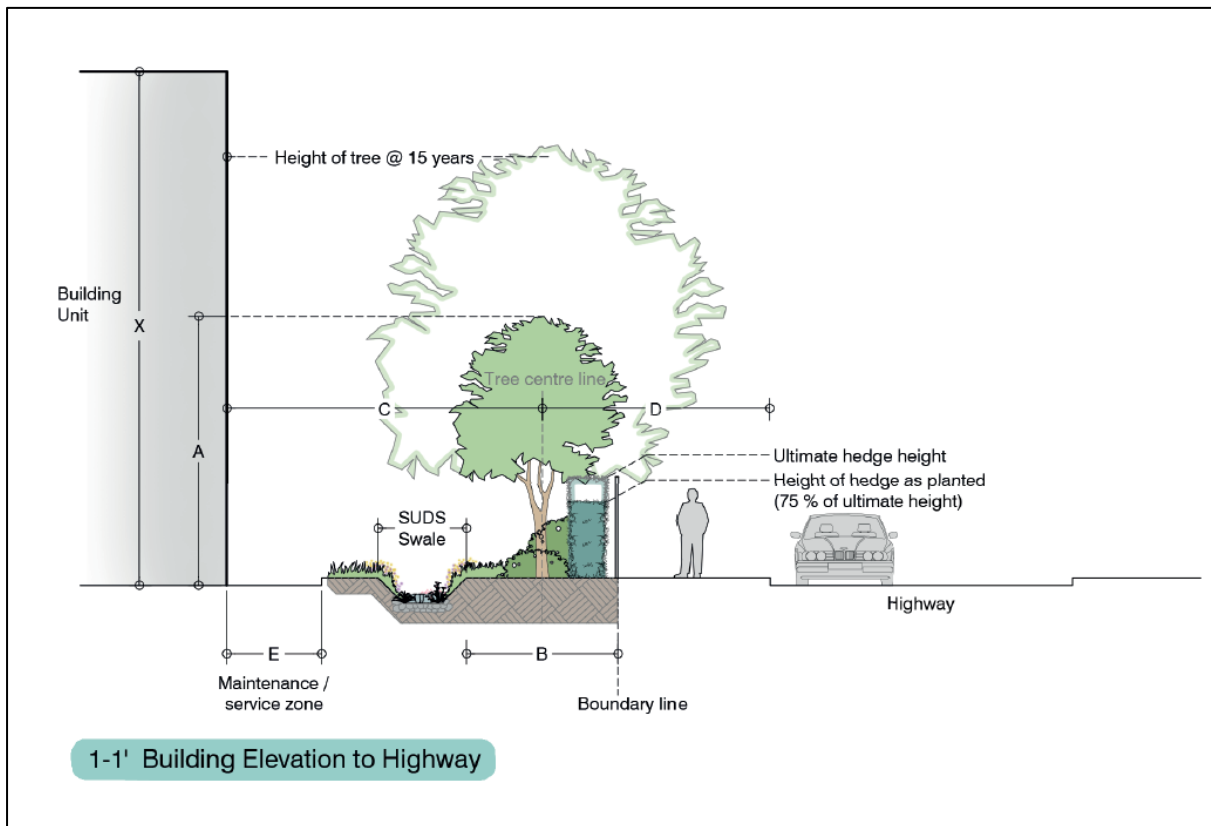 Height of tree @ 15 years
Building
Unit
X
A
Tree centre line
C
D
Ultimate hedge height
Height of hedge as planted
(75 % of ultimate height)
SUDS
Swale
Highway
E
B
Maintenance /
service zone
Boundary line
1-1' Building Elevation to Highway